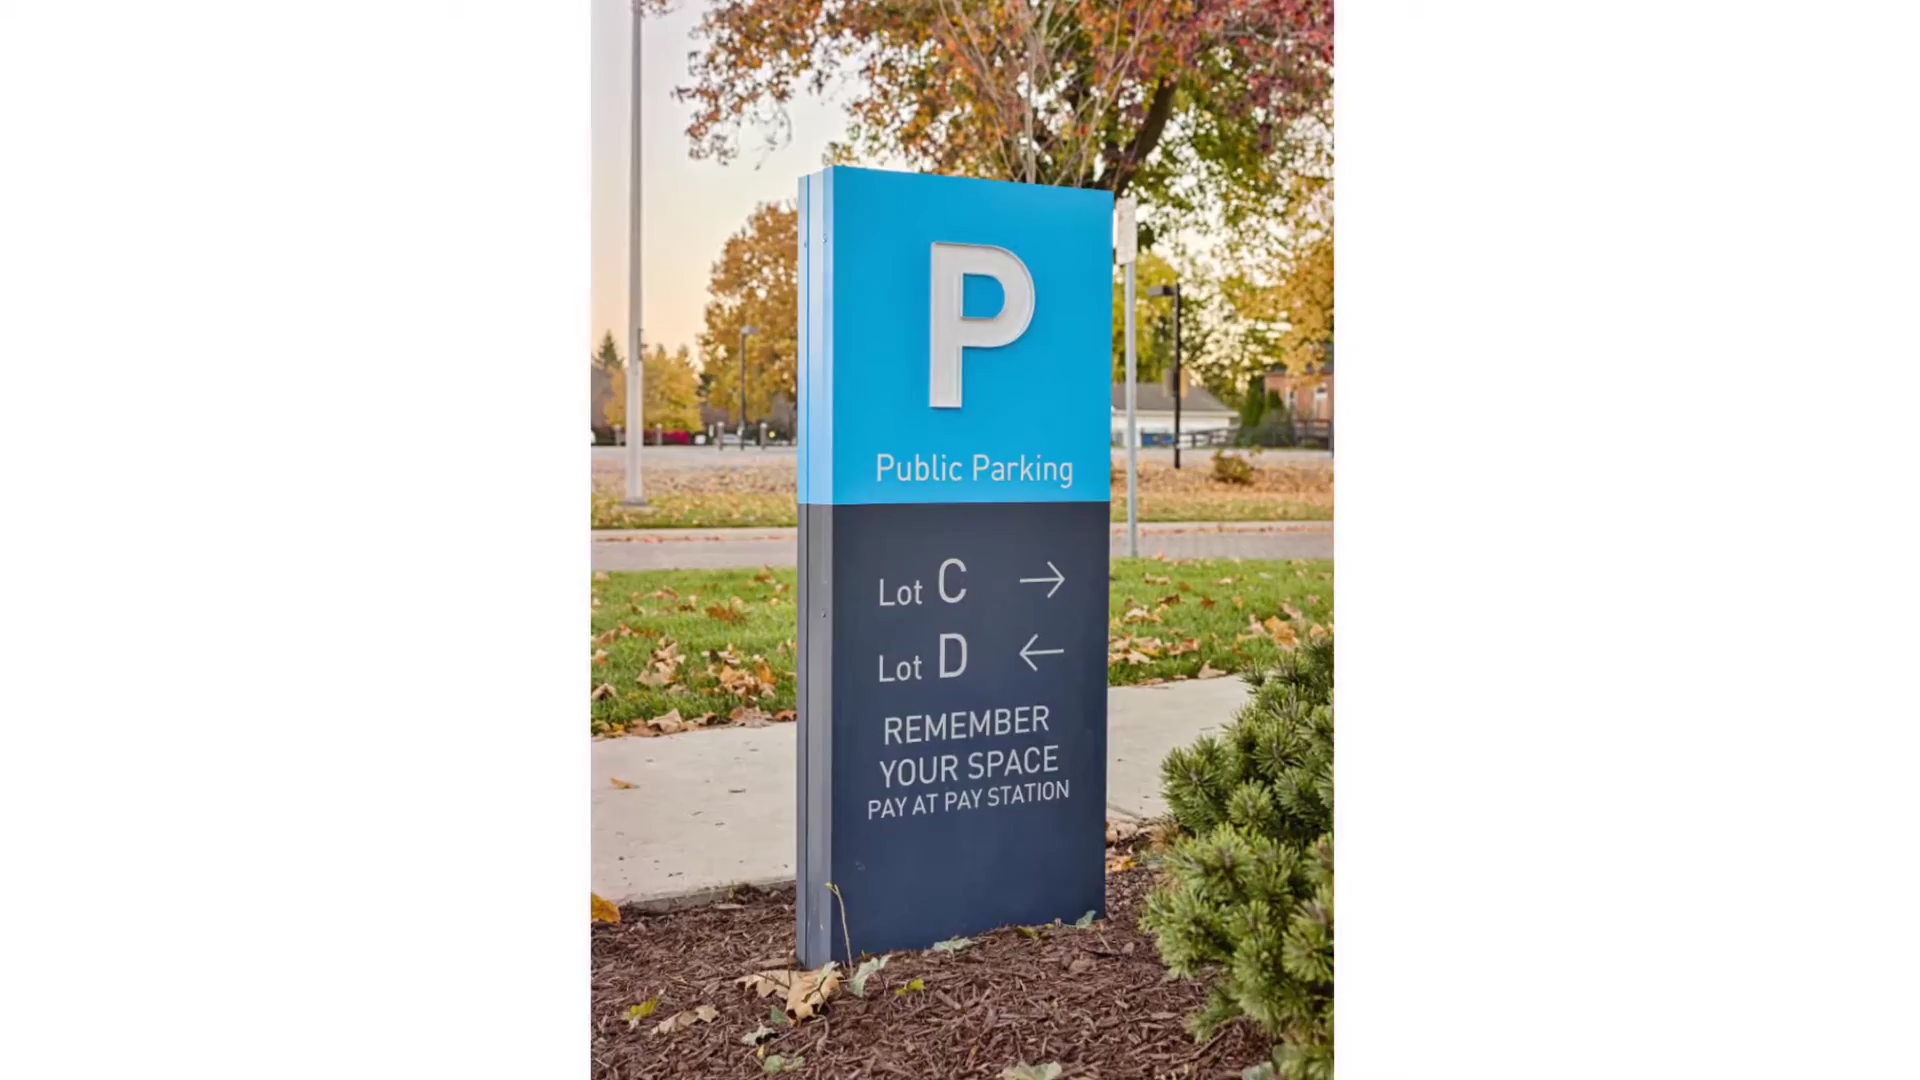 P
Public Parking
Lot C →
Lot D ←
REMEMBER
YOUR SPACE
PAY AT PAY STATION